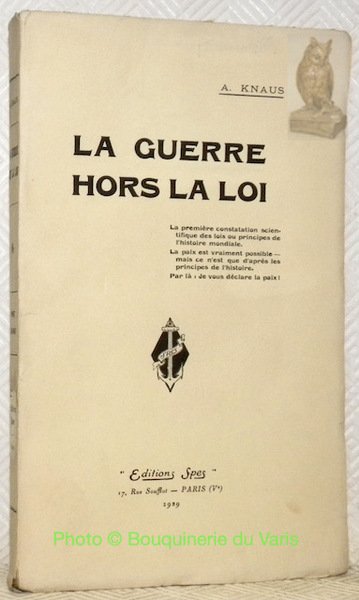 A. KNAUS
LA GUERRE
HORS LA LOI
La première constatation scien-
tifique des lois ou principes de
l'histoire mondiale.
La paix est vraiment possible —
mais ce n'est que d'après les
principes de l'histoire.
Par là : Je vous déclare la paix !
"Editions Spes"
17, Rue Soufflot — PARIS (Vᵉ)
1929
Photo © Bouquinerie du Varis